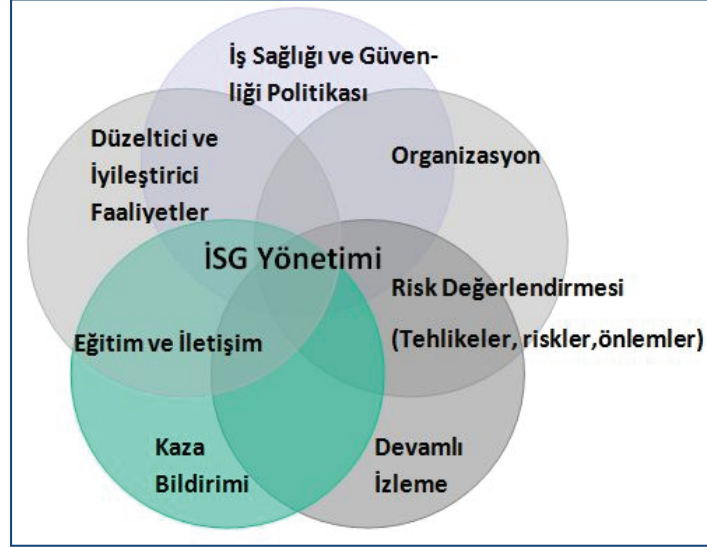 İş Sağlığı ve Güven-
liği Politikası
Düzeltici ve
İyileştirici
Faaliyetler
Organizasyon
İSG Yönetimi
Risk Değerlendirmesi
(Tehlikeler, riskler,önlemler)
Eğitim ve İletişim
Kaza
Bildirimi
Devamlı
İzleme